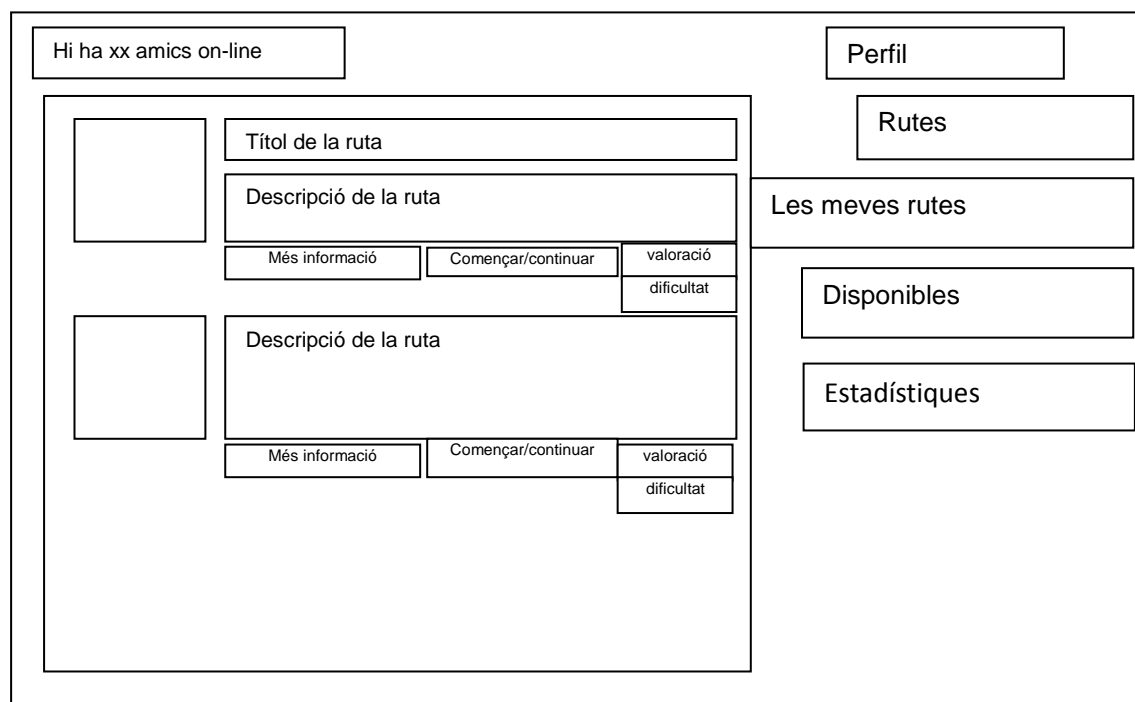 Hi ha xx amics on-line
Perfil
Rutes
Les meves rutes
Disponibles
Estadístiques
Títol de la ruta
Descripció de la ruta
Més informació
Començar/continuar
valoració
dificultat
Descripció de la ruta
Més informació
Començar/continuar
valoració
dificultat